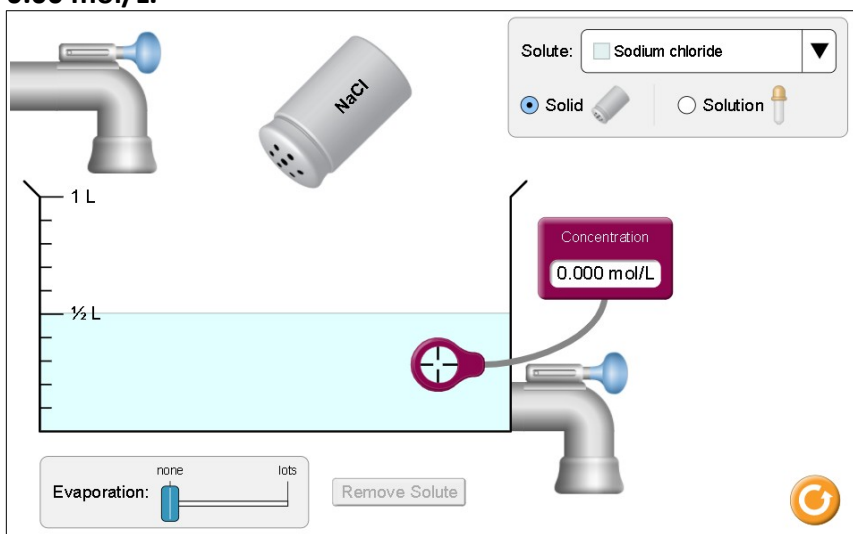 NaCl
Solute: Sodium chloride
Solid Solution
1 L
Concentration
0.000 mol/L
½ L
none lots
Evaporation:
Remove Solute